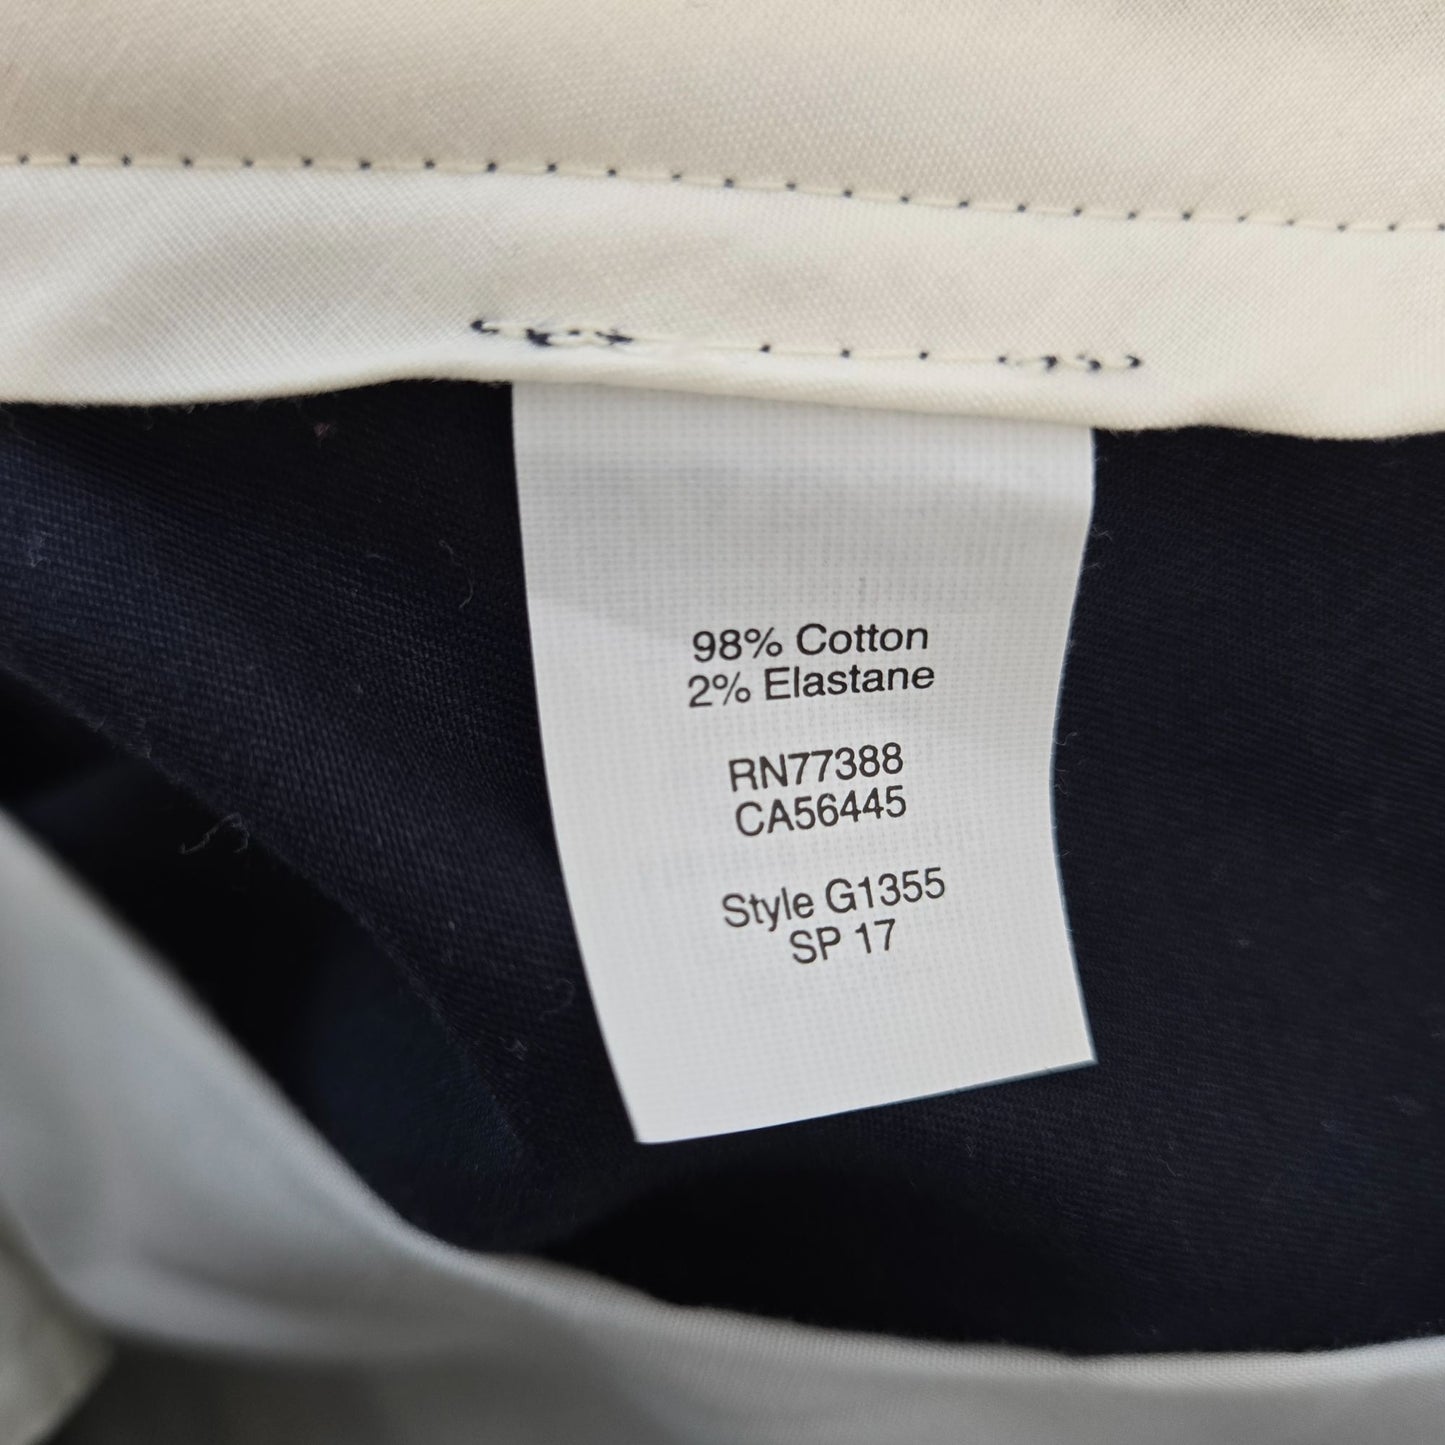 98% Cotton
2% Elastane
RN77388
CA56445
Style G1355
SP 17